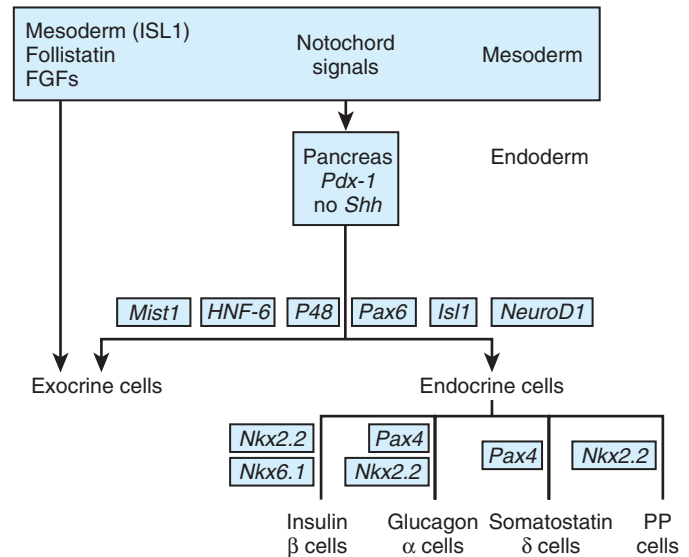 Mesoderm (ISL1)
Follistatin
FGFs
Notochord
signals
Mesoderm
Pancreas
Pdx-1
no Shh
Endoderm
Mist1 HNF-6 P48 Pax6 Isl1 NeuroD1
Exocrine cells
Endocrine cells
Nkx2.2
Nkx6.1
Pax4
Nkx2.2
Pax4
Nkx2.2
Insulin
β cells
Glucagon
α cells
Somatostatin
δ cells
PP
cells